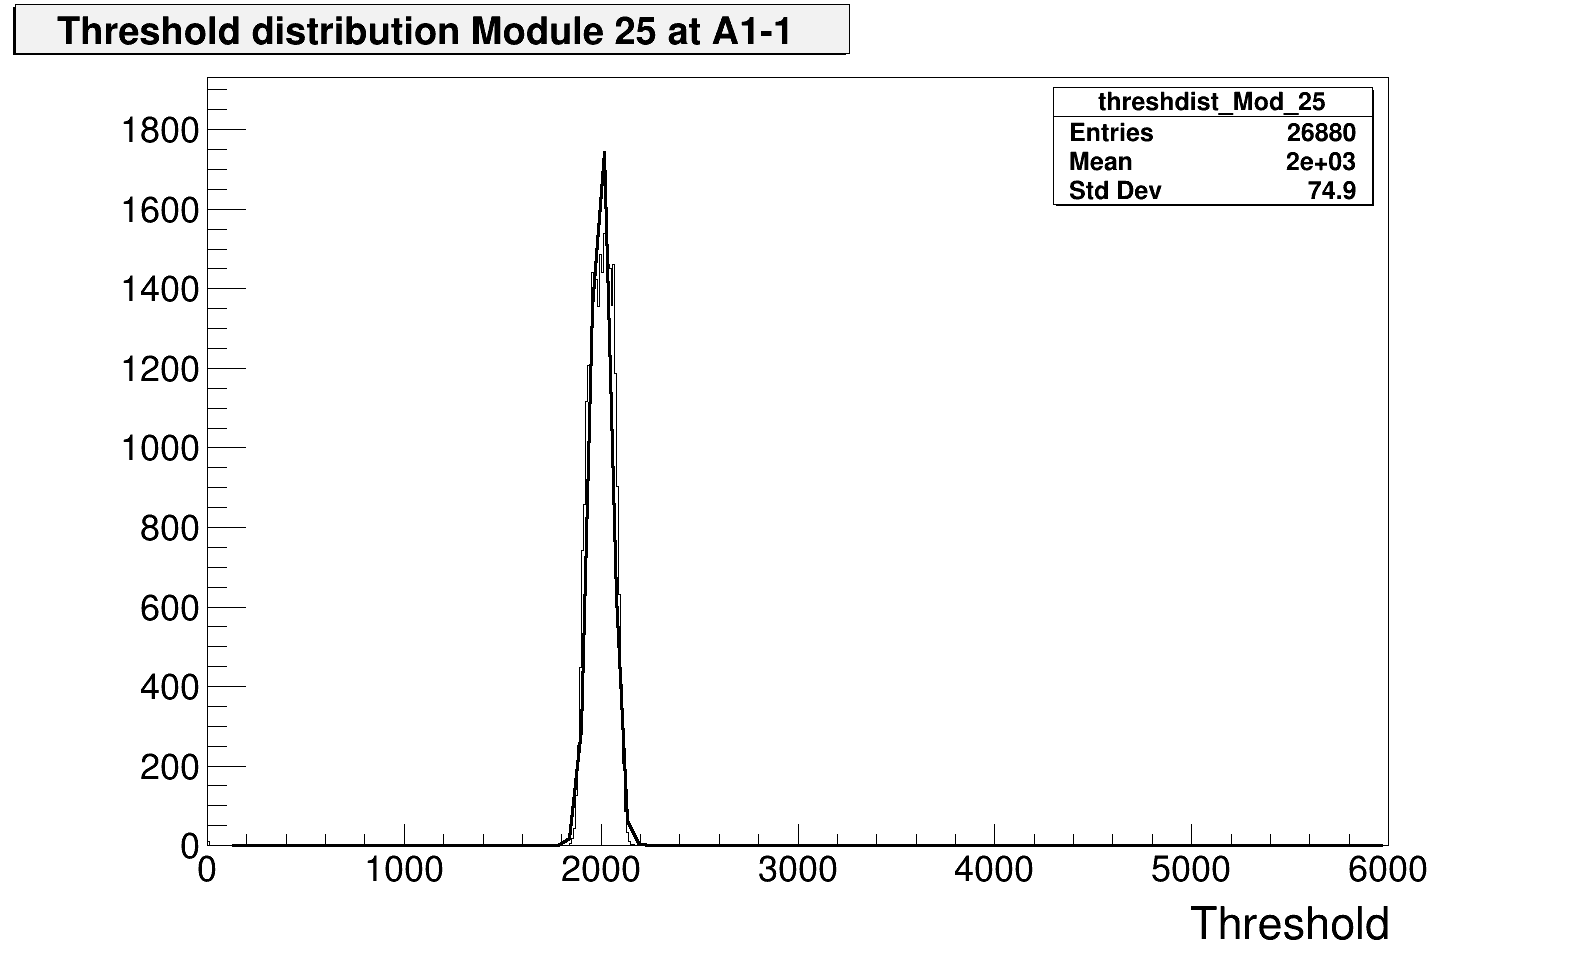 Threshold distribution Module 25 at A1-1
threshdist_Mod_25
Entries 26880
Mean 2e+03
Std Dev 74.9
1800
1600
1400
1200
1000
800
600
400
200
0
0 1000 2000 3000 4000 5000 6000
Threshold